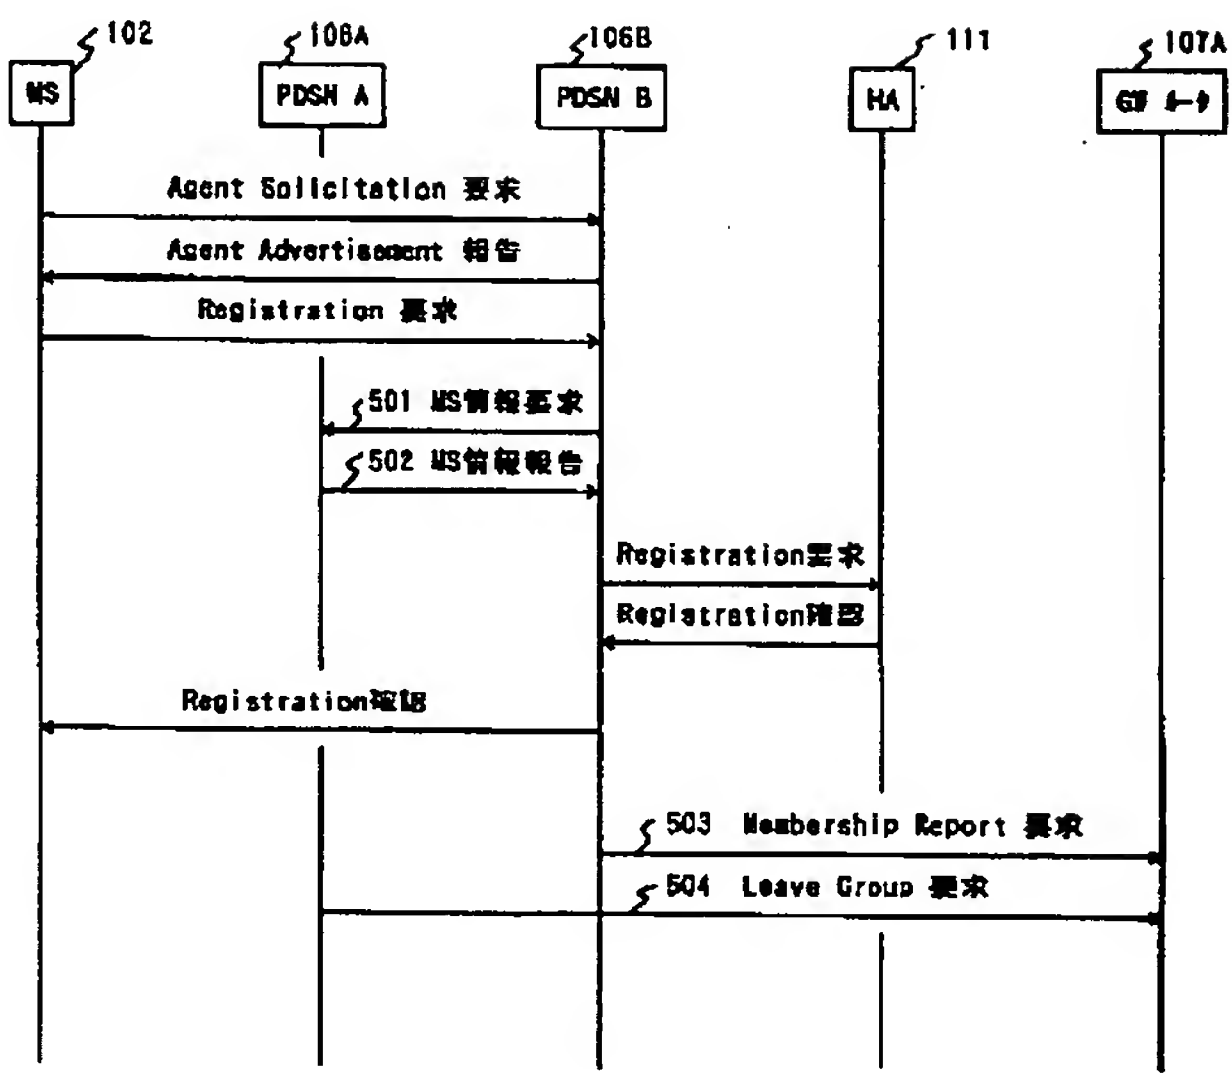 102
106A
106B
111
107A
MS
PDSN A
PDSN B
HA
GW ルータ
Agent Solicitation 要求
Agent Advertisement 報告
Registration 要求
501 MS情報要求
502 MS情報報告
Registration要求
Registration確認
Registration確認
503 Membership Report 要求
504 Leave Group 要求